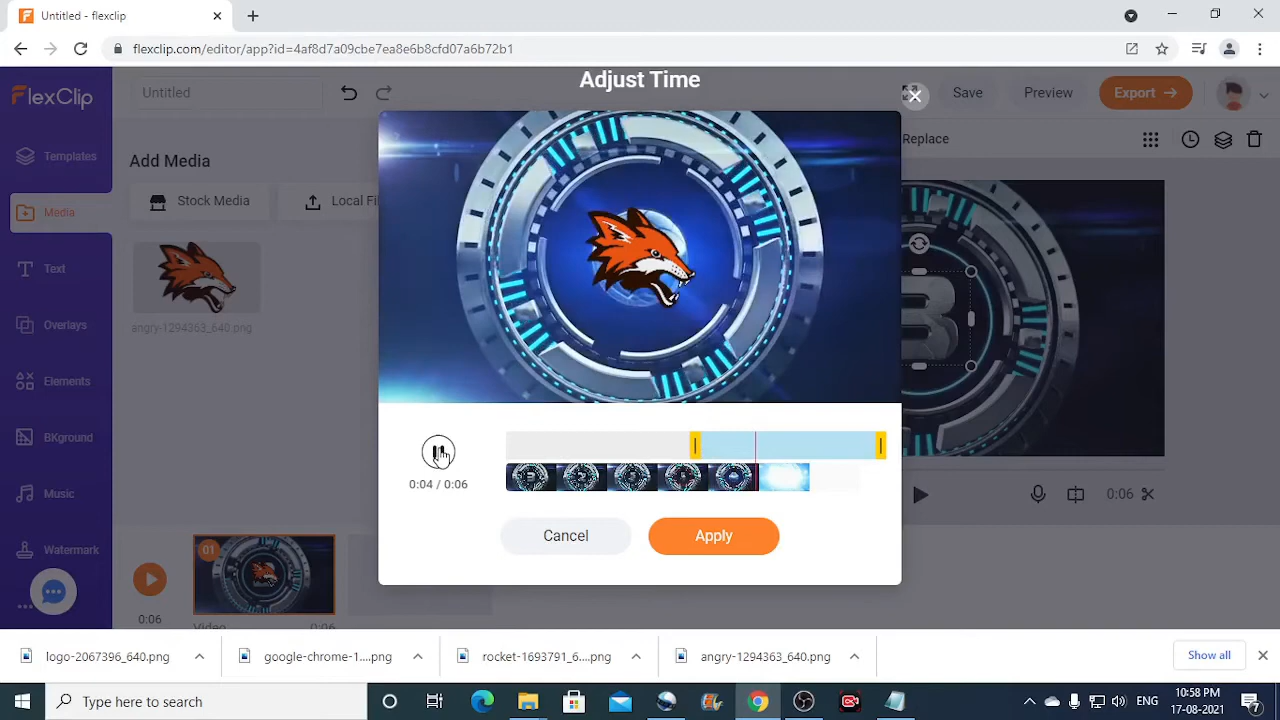 Untitled - flexclip
flexclip.com/editor/app?id=4af8d7a09cbe7ea8e6b8cfd07a6b72b1
FlexClip
Untitled
Adjust Time
Save
Preview
Export
Templates
Add Media
Replace
Media
Stock Media
Local Fil
Text
Overlays
angry-1294363_640.png
Elements
BKground
0:04 / 0:06
Music
0:06
Cancel
Apply
Watermark
01
0:06
Video
0:06
logo-2067396_640.png
google-chrome-1....png
rocket-1693791_6....png
angry-1294363_640.png
Show all
Type here to search
ENG
10:58 PM
17-08-2021
7